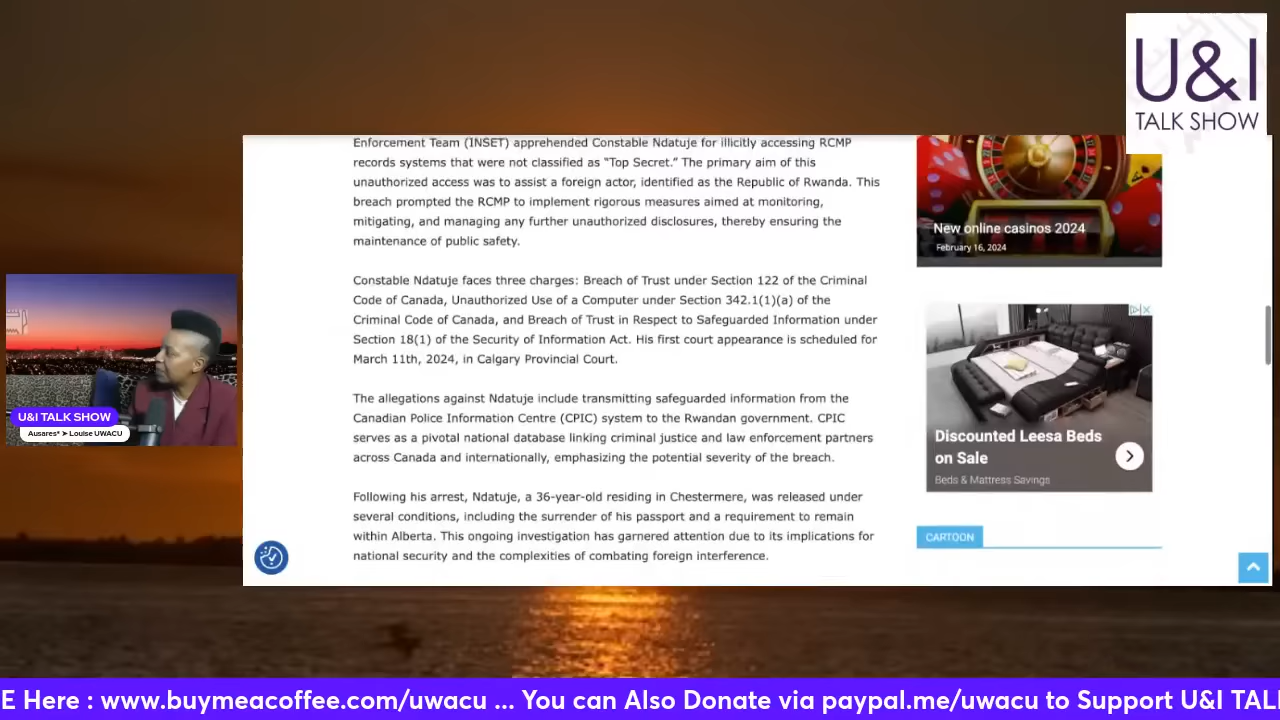 U&I
TALK SHOW
Enforcement Team (INSET) apprehended Constable Ndatuje for illicitly accessing RCMP
records systems that were not classified as “Top Secret.” The primary aim of this
unauthorized access was to assist a foreign actor, identified as the Republic of Rwanda. This
breach prompted the RCMP to implement rigorous measures aimed at monitoring,
mitigating, and managing any further unauthorized disclosures, thereby ensuring the
maintenance of public safety.
Constable Ndatuje faces three charges: Breach of Trust under Section 122 of the Criminal
Code of Canada, Unauthorized Use of a Computer under Section 342.1(1)(a) of the
Criminal Code of Canada, and Breach of Trust in Respect to Safeguarded Information under
Section 18(1) of the Security of Information Act. His first court appearance is scheduled for
March 11th, 2024, in Calgary Provincial Court.
The allegations against Ndatuje include transmitting safeguarded information from the
Canadian Police Information Centre (CPIC) system to the Rwandan government. CPIC
serves as a pivotal national database linking criminal justice and law enforcement partners
across Canada and internationally, emphasizing the potential severity of the breach.
Following his arrest, Ndatuje, a 36-year-old residing in Chestermere, was released under
several conditions, including the surrender of his passport and a requirement to remain
within Alberta. This ongoing investigation has garnered attention due to its implications for
national security and the complexities of combating foreign interference.
New online casinos 2024
February 16, 2024
Discounted Leesa Beds
on Sale
Beds & Mattress Savings
CARTOON
U&I TALK SHOW
Ausares* ➤ Louise UWACU
E Here : www.buymeacoffee.com/uwacu ... You can Also Donate via paypal.me/uwacu to Support U&I TAL